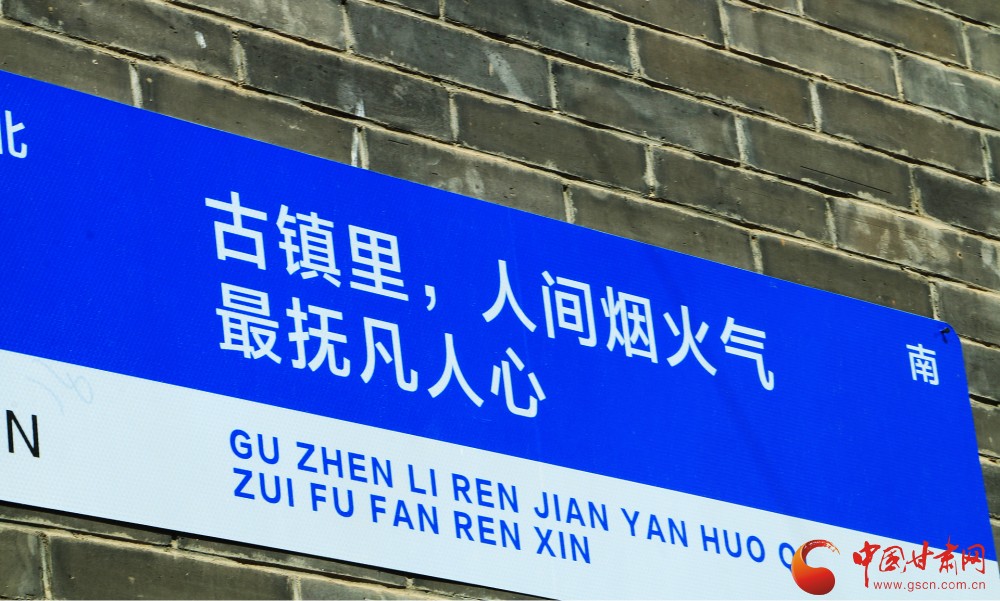 北
古镇里，人间烟火气
最抚凡人心
南
N
GU ZHEN LI REN JIAN YAN HUO
ZUI FU FAN REN XIN
中国甘肃网
www.gscn.com.cn